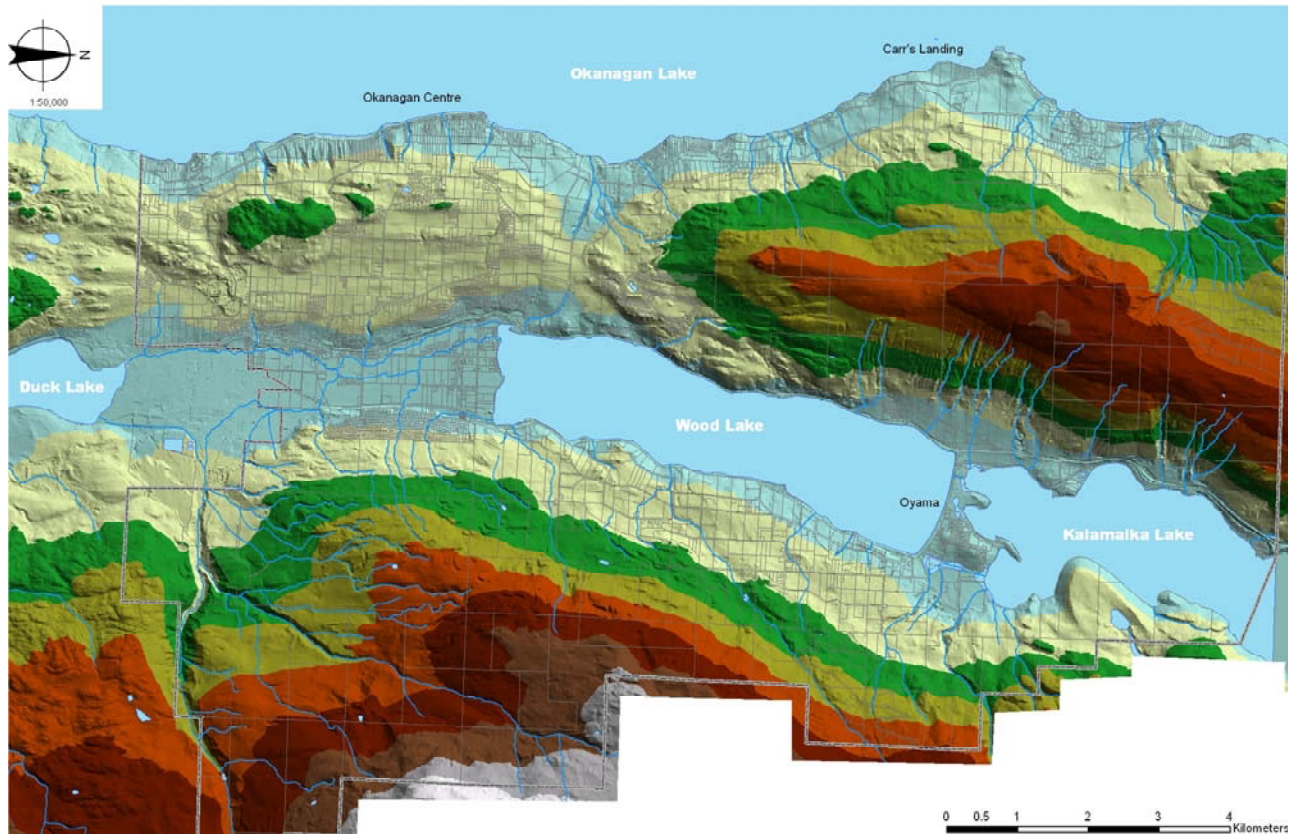 N
1:50,000
Carr's Landing
Okanagan Lake
Okanagan Centre
Duck Lake
Wood Lake
Oyama
Kalamalka Lake
0 0.5 1 2 3 4
Kilometers